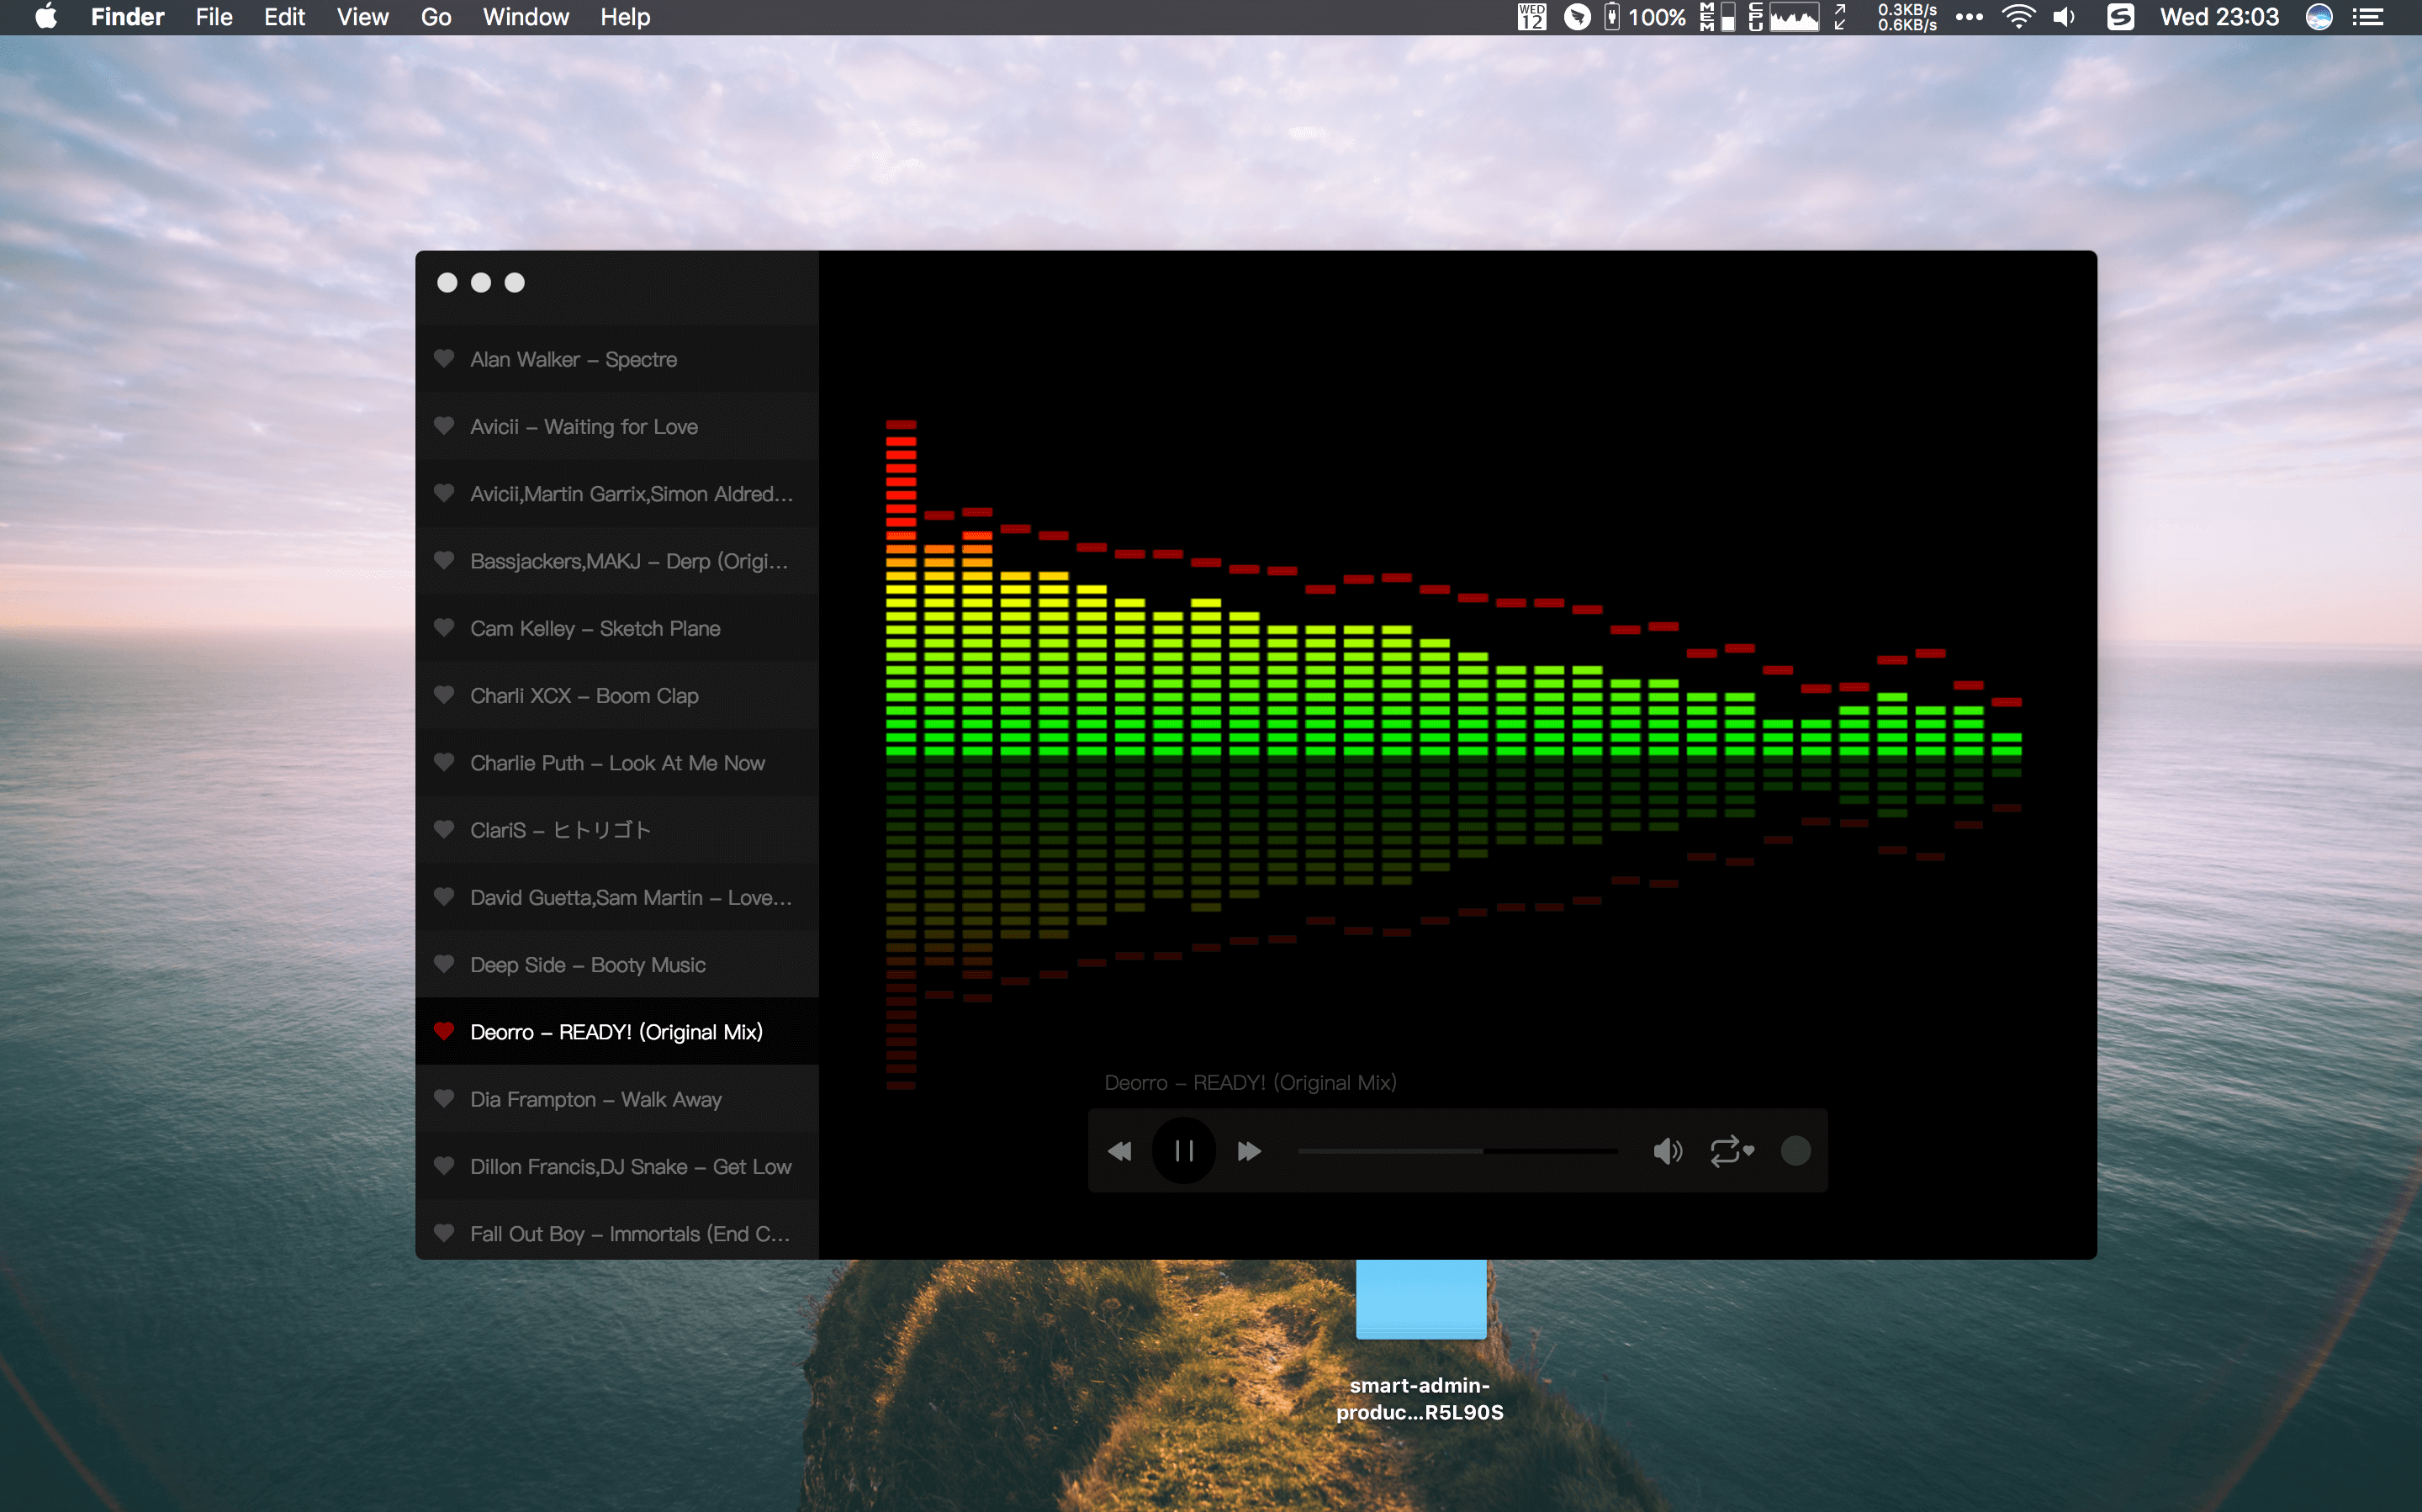 Finder File Edit View Go Window Help WED 12 100% MEM CPU 0.3KB/s 0.6KB/s S Wed 23:03
Alan Walker – Spectre
Avicii – Waiting for Love
Avicii,Martin Garrix,Simon Aldred...
Bassjackers,MAKJ – Derp (Origi...
Cam Kelley – Sketch Plane
Charli XCX – Boom Clap
Charlie Puth – Look At Me Now
ClariS – ヒトリゴト
David Guetta,Sam Martin – Love...
Deep Side – Booty Music
Deorro – READY! (Original Mix)
Dia Frampton – Walk Away
Dillon Francis,DJ Snake – Get Low
Fall Out Boy – Immortals (End C...
Deorro – READY! (Original Mix)
smart-admin-
produc...R5L90S